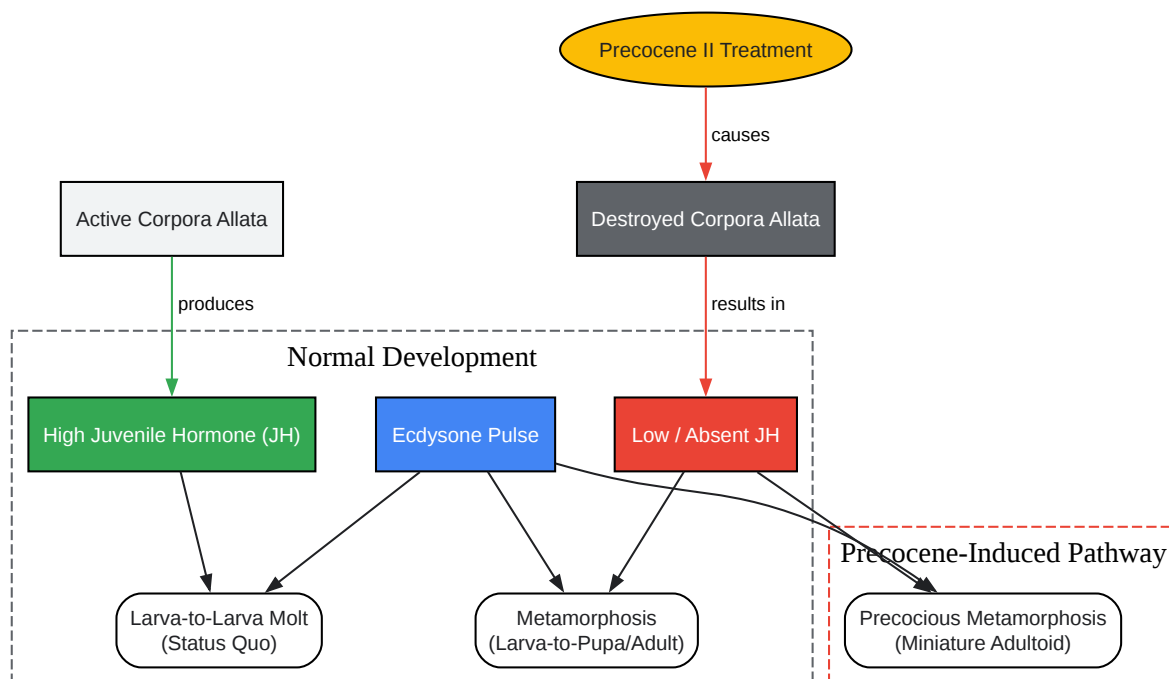 Precocene II Treatment
causes
Active Corpora Allata
Destroyed Corpora Allata
produces
results in
Normal Development
High Juvenile Hormone (JH)
Ecdysone Pulse
Low / Absent JH
Precocene-Induced Pathway
Larva-to-Larva Molt
(Status Quo)
Metamorphosis
(Larva-to-Pupa/Adult)
Precocious Metamorphosis
(Miniature Adultoid)